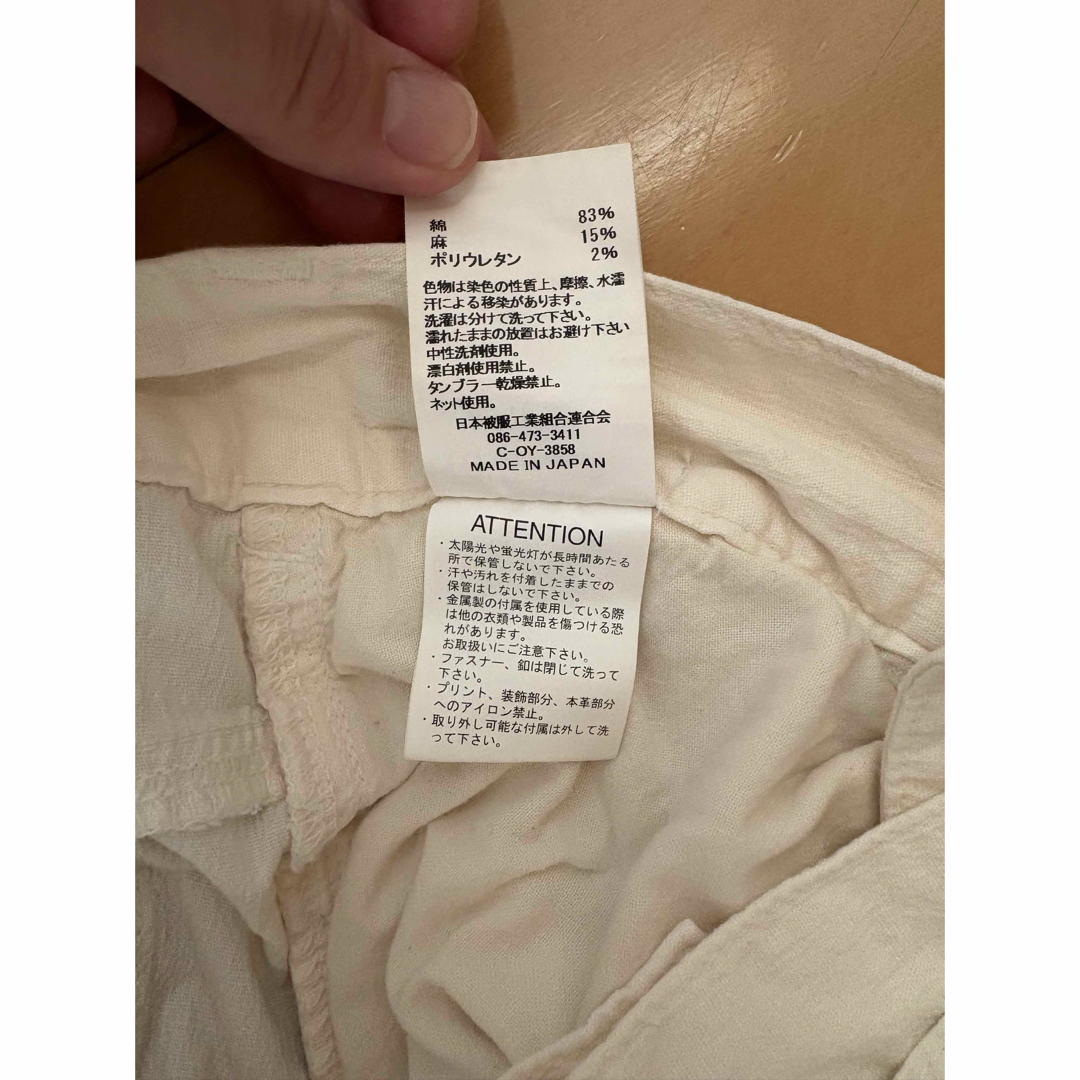 綿 83%
麻 15%
ポリウレタン 2%
色物は染色の性質上、摩擦、水濡
汗による移染があります。
洗濯は分けて洗って下さい。
濡れたままの放置はお避け下さい
中性洗剤使用。
漂白剤使用禁止。
タンブラー乾燥禁止。
ネット使用。
日本被服工業組合連合会
086-473-3411
C-OY-3858
MADE IN JAPAN
ATTENTION
・太陽光や蛍光灯が長時間あたる
所で保管しないで下さい。
・汗や汚れを付着したままでの
保管はしないで下さい。
・金属製の付属を使用している際
は他の衣類や製品を傷つける恐
れがあります。
お取扱いにご注意下さい。
・ファスナー、釦は閉じて洗って
下さい。
・プリント、装飾部分、本革部分
へのアイロン禁止。
・取り外し可能な付属は外して洗
って下さい。